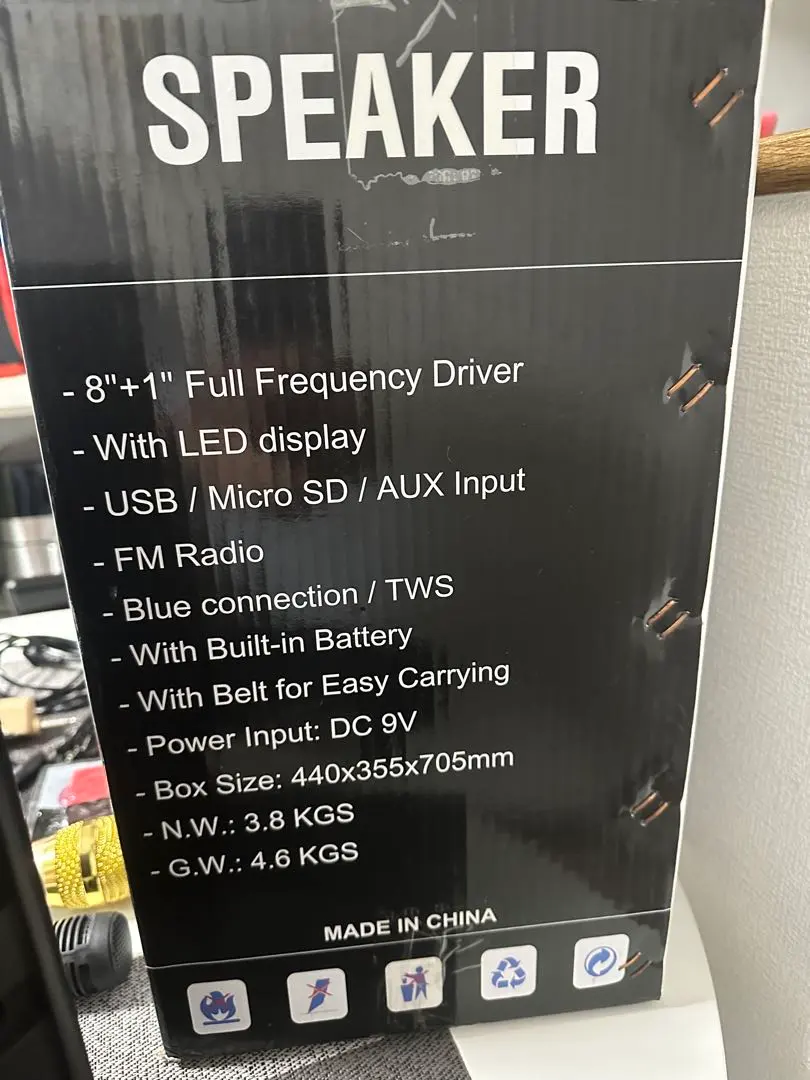 SPEAKER
- 8"+1" Full Frequency Driver
- With LED display
- USB / Micro SD / AUX Input
- FM Radio
- Blue connection / TWS
- With Built-in Battery
- With Belt for Easy Carrying
- Power Input: DC 9V
- Box Size: 440x355x705mm
- N.W.: 3.8 KGS
- G.W.: 4.6 KGS
MADE IN CHINA